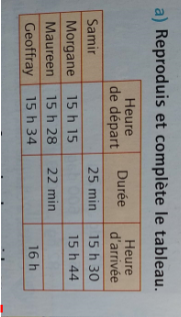 a) Reproduis et complète le tableau.
Heure de départ Durée Heure d'arrivée
Samir 25 min 15 h 30
Morgane 15 h 15 15 h 44
Maureen 15 h 28 22 min
Geoffray 15 h 34 16 h